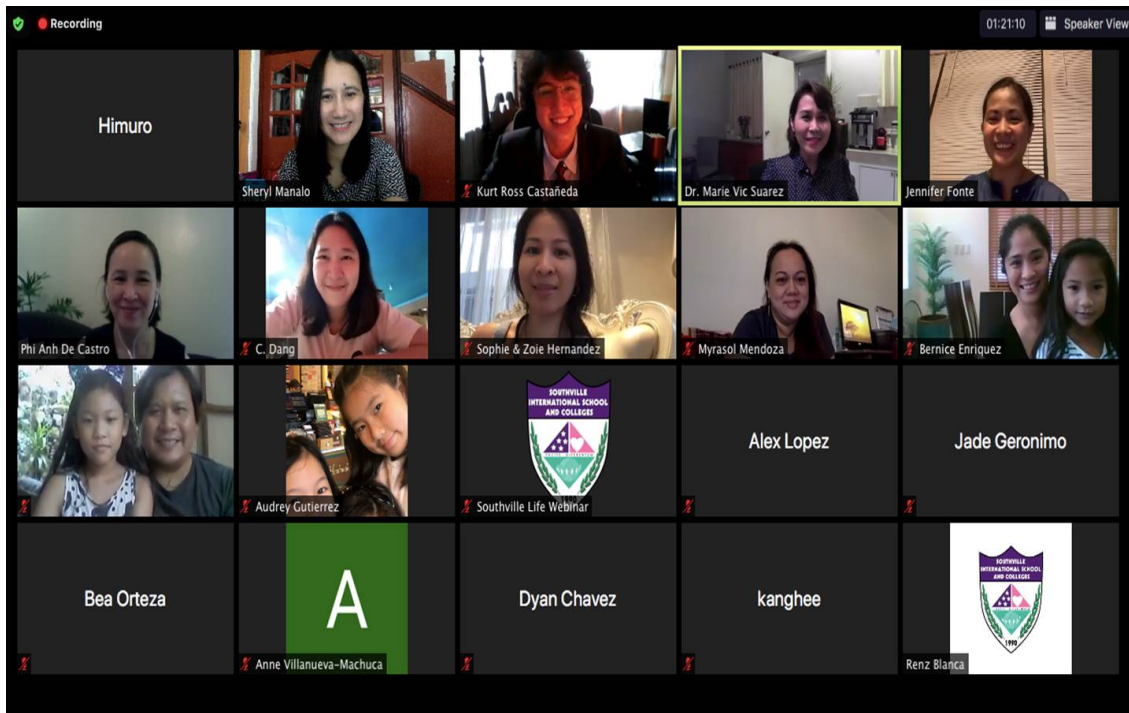 Recording
01:21:10
Speaker View
Himuro
Sheryl Manalo
Kurt Ross Castañeda
Dr. Marie Vic Suarez
Jennifer Fonte
Phi Anh De Castro
C. Dang
Sophie & Zoie Hernandez
Myrasol Mendoza
Bernice Enriquez
Audrey Gutierrez
SOUTHVILLE
INTERNATIONAL SCHOOL
AND COLLEGES
Southville Life Webinar
Alex Lopez
Jade Geronimo
Bea Orteza
A
Anne Villanueva-Machuca
Dyan Chavez
kanghee
SOUTHVILLE
INTERNATIONAL SCHOOL
AND COLLEGES
1990
Renz Blanca